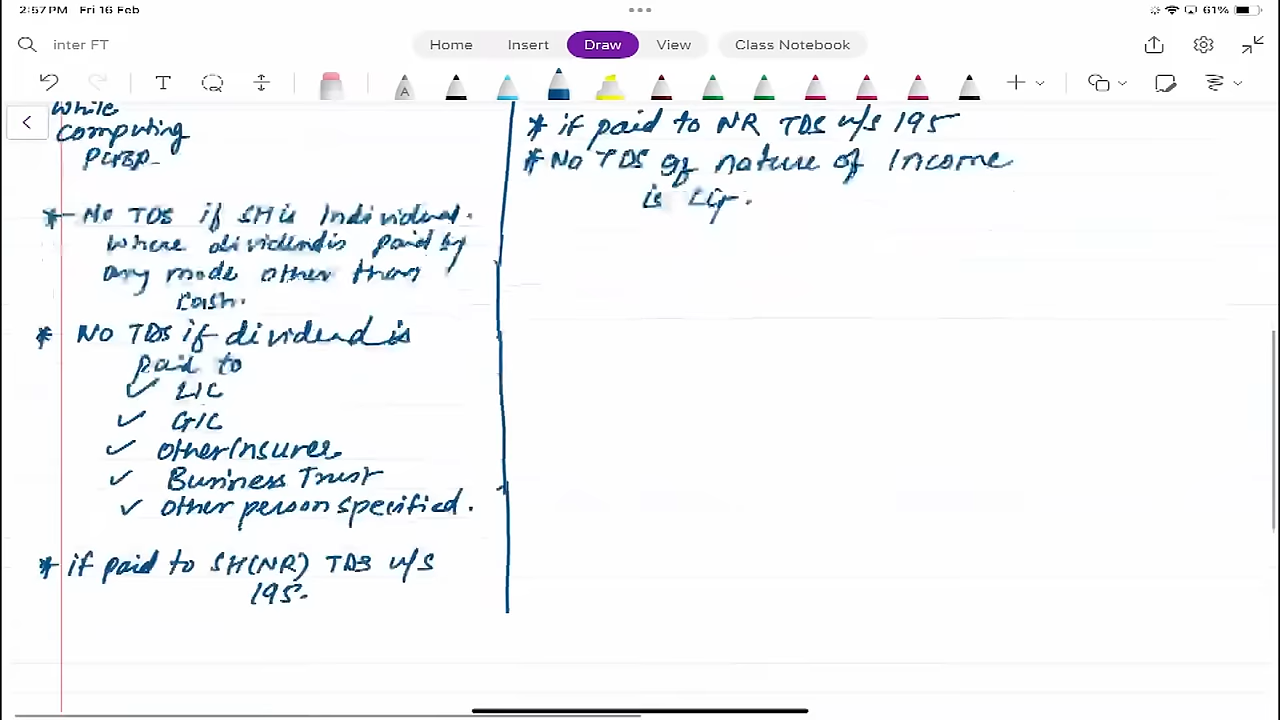 2:57 PM Fri 16 Feb
61%
inter FT
Home Insert Draw View Class Notebook
while
computing
PGBP
* No TDS if SH is Individual.
where dividend is paid by
any mode other than
cash.
* No TDS if dividend is
paid to
✓ LIC
✓ GIC
✓ other Insurer
✓ Business Trust
✓ other person specified.
* if paid to SH(NR) TDS u/s
195.
* if paid to NR TDS u/s 195
* No TDS if nature of Income
is